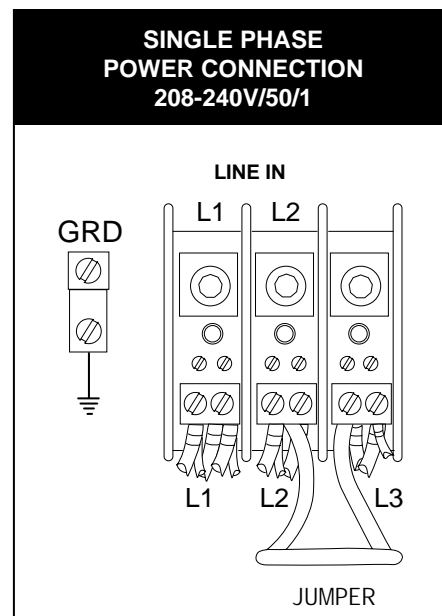 SINGLE PHASE
POWER CONNECTION
208-240V/50/1
LINE IN
L1 L2
GRD
L1 L2 L3
JUMPER